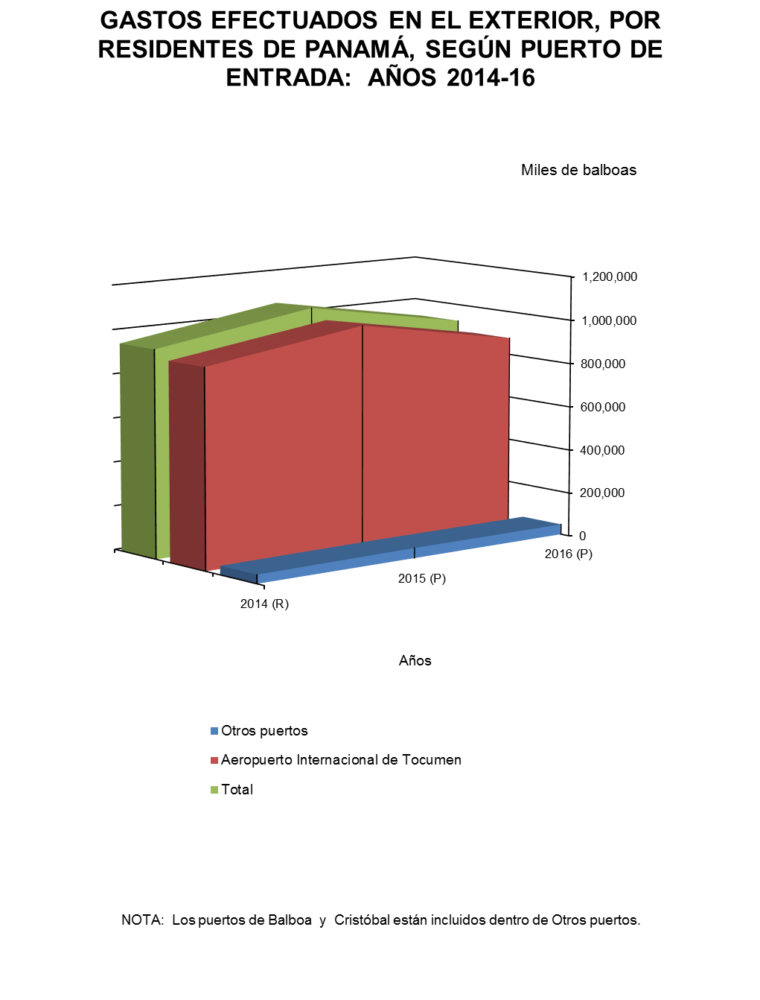 GASTOS EFECTUADOS EN EL EXTERIOR, POR
RESIDENTES DE PANAMÁ, SEGÚN PUERTO DE
ENTRADA: AÑOS 2014-16
Miles de balboas
1,200,000
1,000,000
800,000
600,000
400,000
200,000
0
2016 (P)
2015 (P)
2014 (R)
Años
Otros puertos
Aeropuerto Internacional de Tocumen
Total
NOTA: Los puertos de Balboa y Cristóbal están incluidos dentro de Otros puertos.